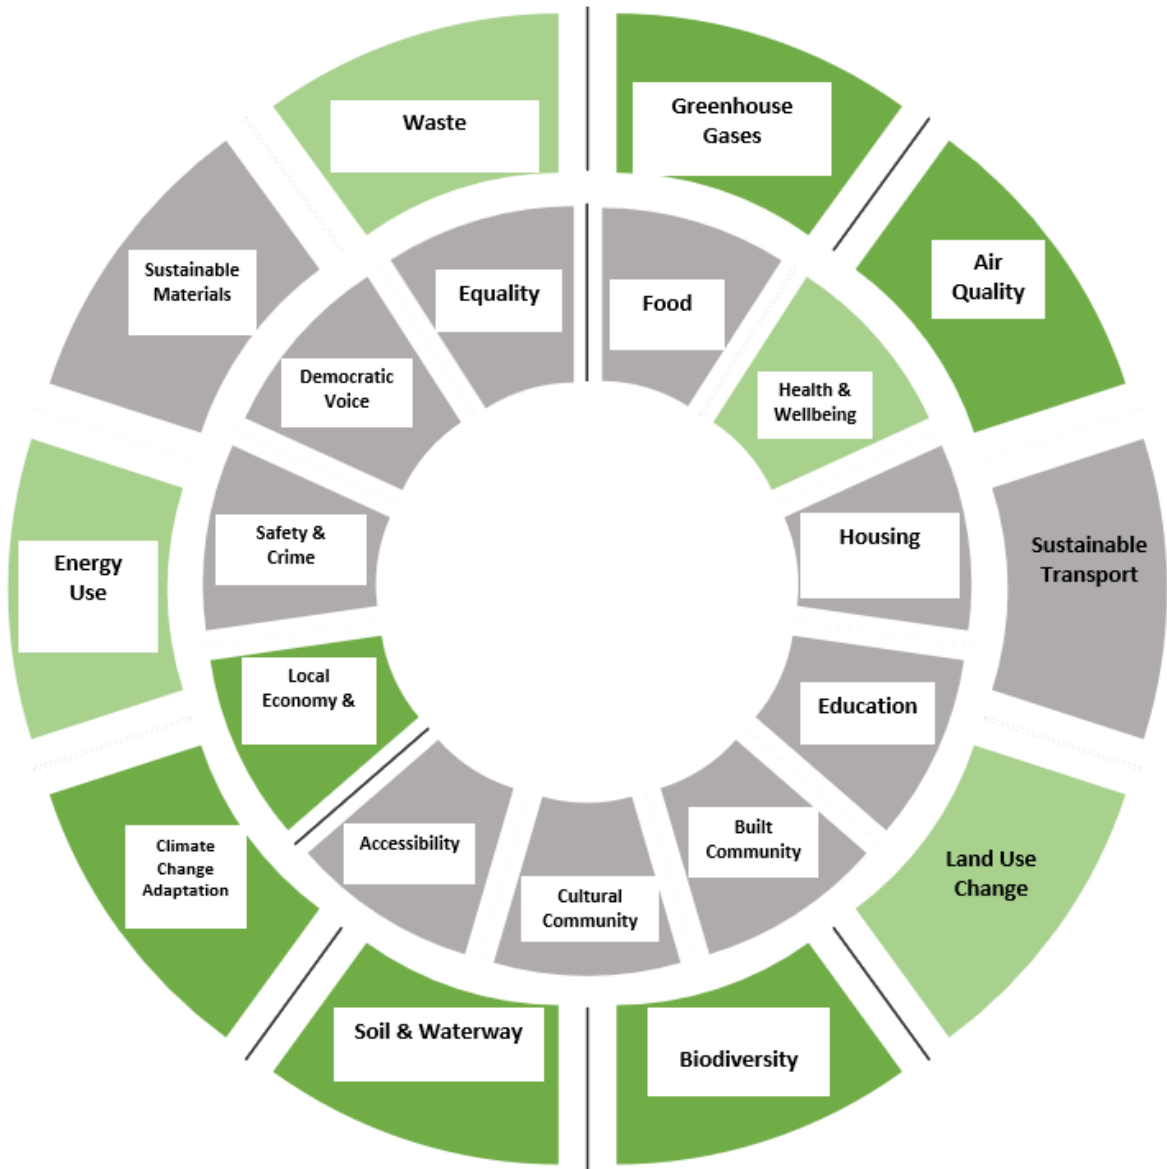 Waste
Greenhouse
Gases
Air
Quality
Sustainable
Transport
Land Use
Change
Biodiversity
Soil & Waterway
Climate
Change
Adaptation
Energy
Use
Sustainable
Materials
Equality
Food
Health &
Wellbeing
Housing
Education
Built
Community
Cultural
Community
Accessibility
Local
Economy &
Safety &
Crime
Democratic
Voice